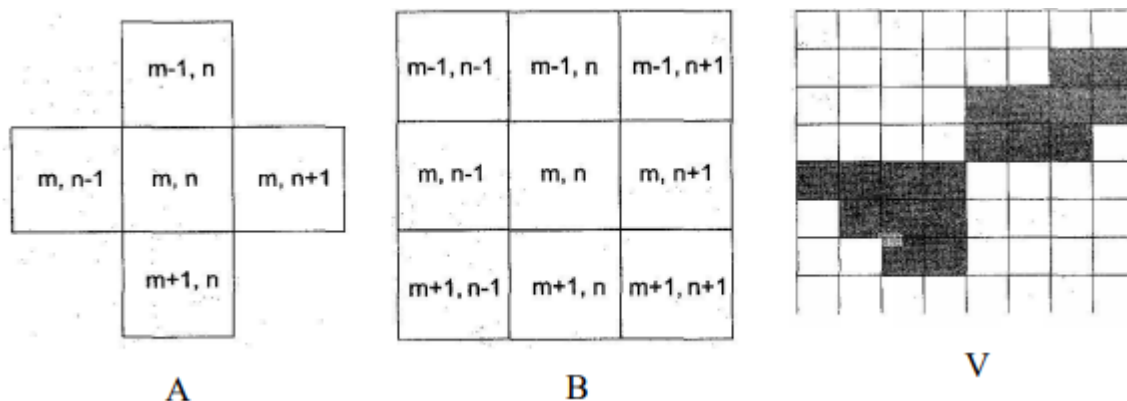 m-1, n
m, n-1 m, n m, n+1
m+1, n
A
m-1, n-1 m-1, n m-1, n+1
m, n-1 m, n m, n+1
m+1, n-1 m+1, n m+1, n+1
B
V